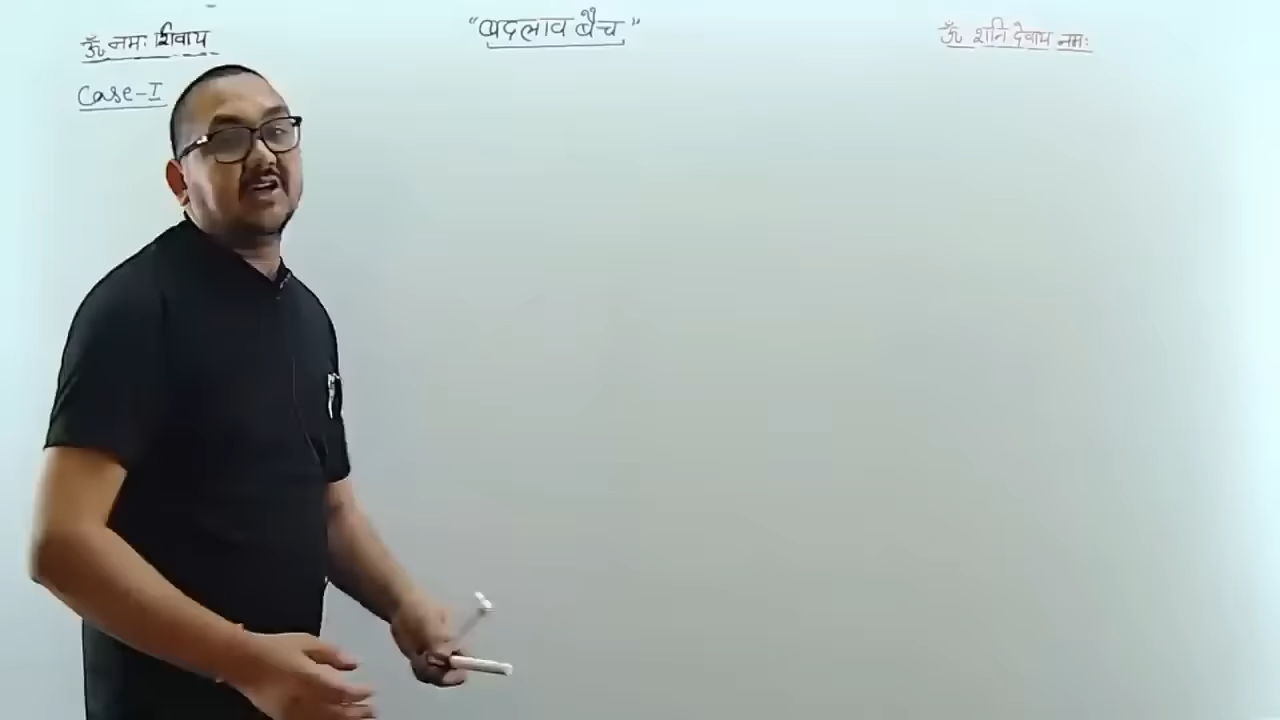 ॐ नमः शिवाय
"बदलाव बैच"
ॐ शनि देवाय नमः
Case-I